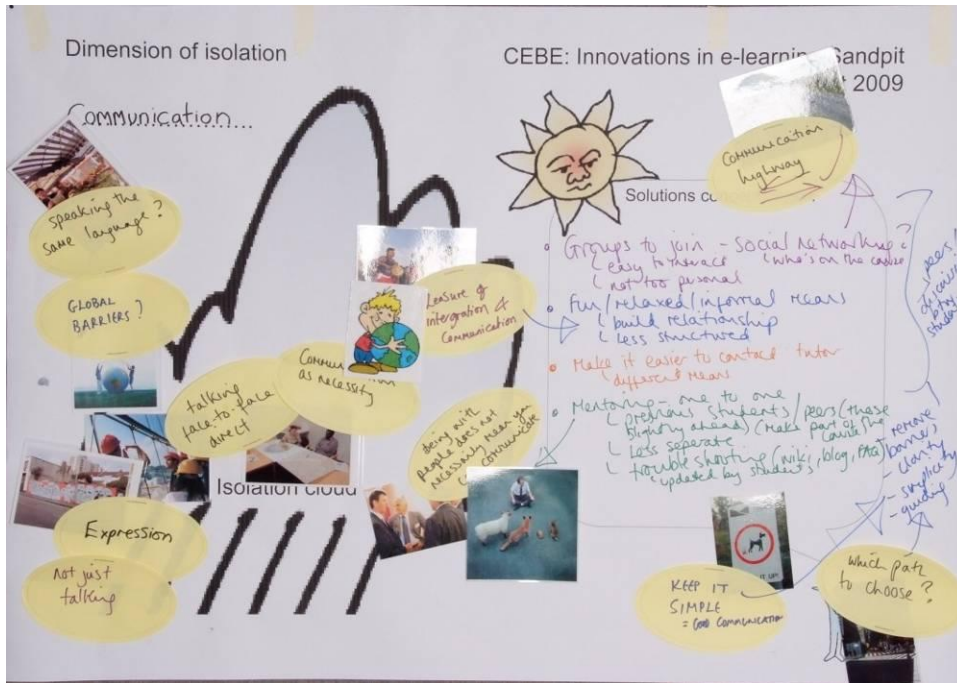 Dimension of isolation
CEBE: Innovations in e-learning Sandpit
2009
Communication...
speaking the
same language?
GLOBAL
BARRIERS?
talking
face-to-face
direct
as necessity
intergration &
communication
being with
people does not
necessarily mean you
communicate
Isolation cloud
Expression
not just
talking
Communication
highway
Solutions
Groups to join - social networking?
easy to interact
who's on the course
not too personal
Fun/relaxed/informal means
build relationship
Less structured
Make it easier to contact tutor
different means
Mentoring - one to one
previous students/peers (those
slightly ahead) (make part of the
course)
Less seperate
trouble shooting (wiki, blog, FAQ)
updated by students
peers!
students
remove
barriers
- clarity
- simplicity
- guiding
IT UP!
KEEP IT
SIMPLE
= GOOD COMMUNICATION
which path
to choose?